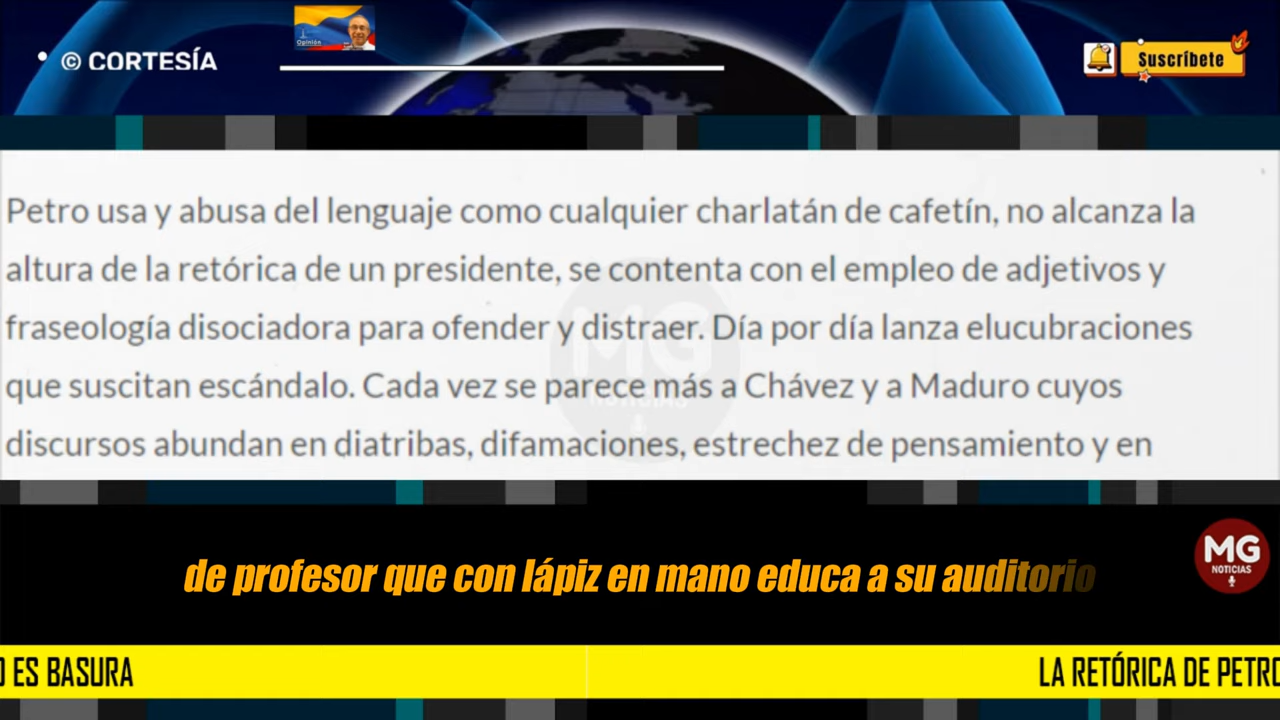 Opinión
© CORTESÍA
Suscríbete
Petro usa y abusa del lenguaje como cualquier charlatán de cafetín, no alcanza la
altura de la retórica de un presidente, se contenta con el empleo de adjetivos y
fraseología disociadora para ofender y distraer. Día por día lanza elucubraciones
que suscitan escándalo. Cada vez se parece más a Chávez y a Maduro cuyos
discursos abundan en diatribas, difamaciones, estrechez de pensamiento y en
MG
NOTICIAS
de profesor que con lápiz en mano educa a su auditorio
MG
NOTICIAS
ES BASURA
LA RETÓRICA DE PETRO